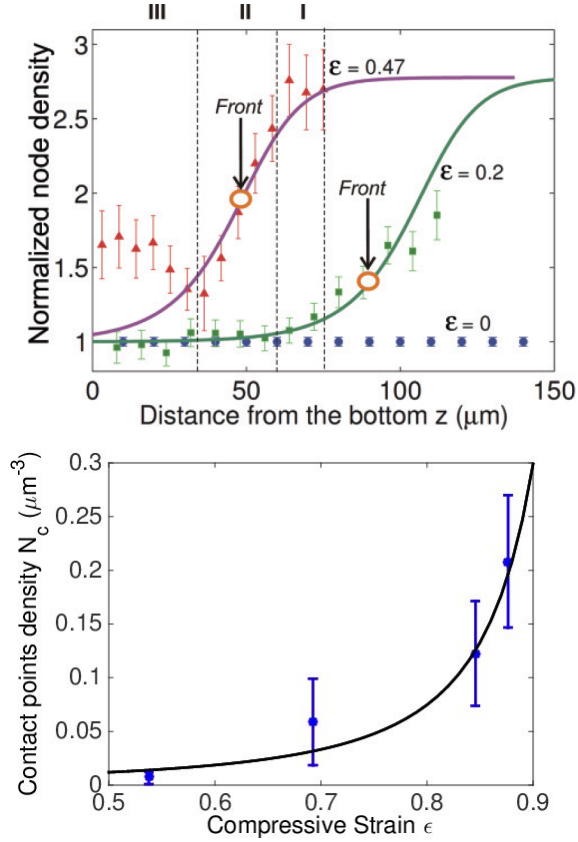 III II I
3
2.5
2
1.5
1
Normalized node density
Front
Front
ε = 0.47
ε = 0.2
ε = 0
0 50 100 150
Distance from the bottom z (μm)
0.3
0.25
0.2
0.15
0.1
0.05
0
Contact points density N_c (μm⁻³)
0.5 0.6 0.7 0.8 0.9
Compressive Strain ϵ